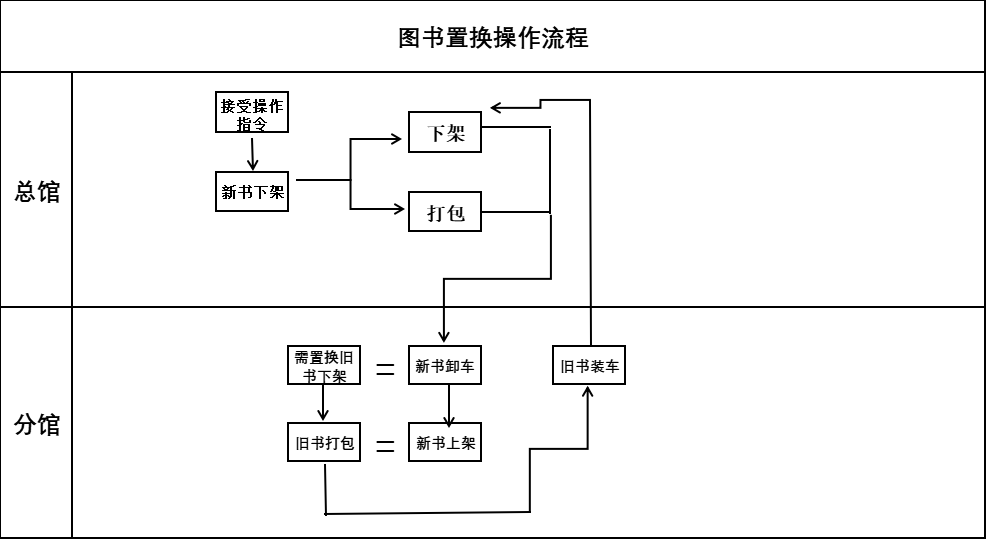 图书置换操作流程
总馆
接受操作
指令
新书下架
下架
打包
分馆
需置换旧
书下架
=
新书卸车
旧书装车
旧书打包
=
新书上架